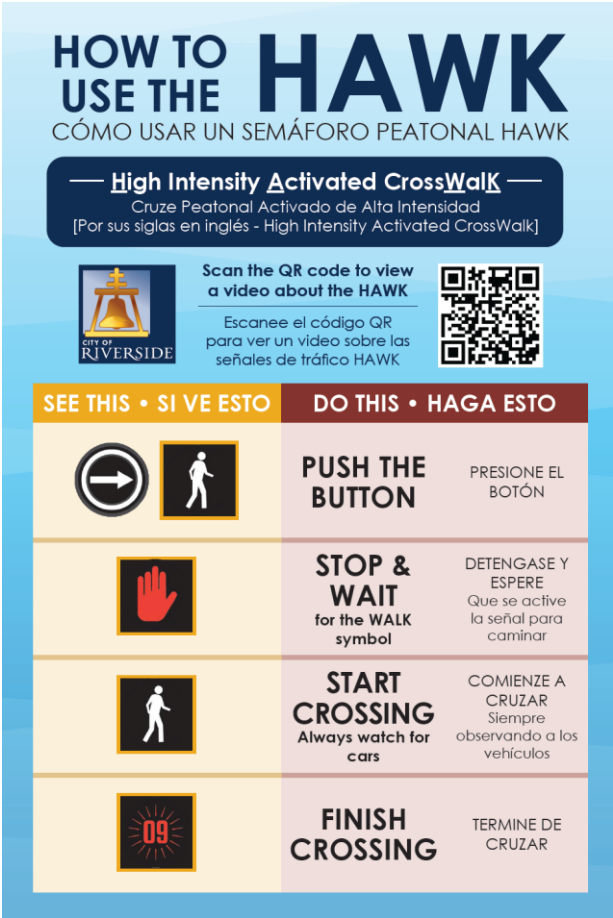 HOW TO
USE THE
HAWK
CÓMO USAR UN SEMÁFORO PEATONAL HAWK
High Intensity Activated CrossWalK
Cruze Peatonal Activado de Alta Intensidad
[Por sus siglas en inglés - High Intensity Activated CrossWalk]
CITY OF
RIVERSIDE
Scan the QR code to view
a video about the HAWK
Escanee el código QR
para ver un video sobre las
señales de tráfico HAWK
SEE THIS • SI VE ESTO
DO THIS • HAGA ESTO
PUSH THE
BUTTON
PRESIONE EL
BOTÓN
STOP &
WAIT
for the WALK
symbol
DETENGASE Y
ESPERE
Que se active
la señal para
caminar
START
CROSSING
Always watch for
cars
COMIENZE A
CRUZAR
Siempre
observando a los
vehículos
09
FINISH
CROSSING
TERMINE DE
CRUZAR